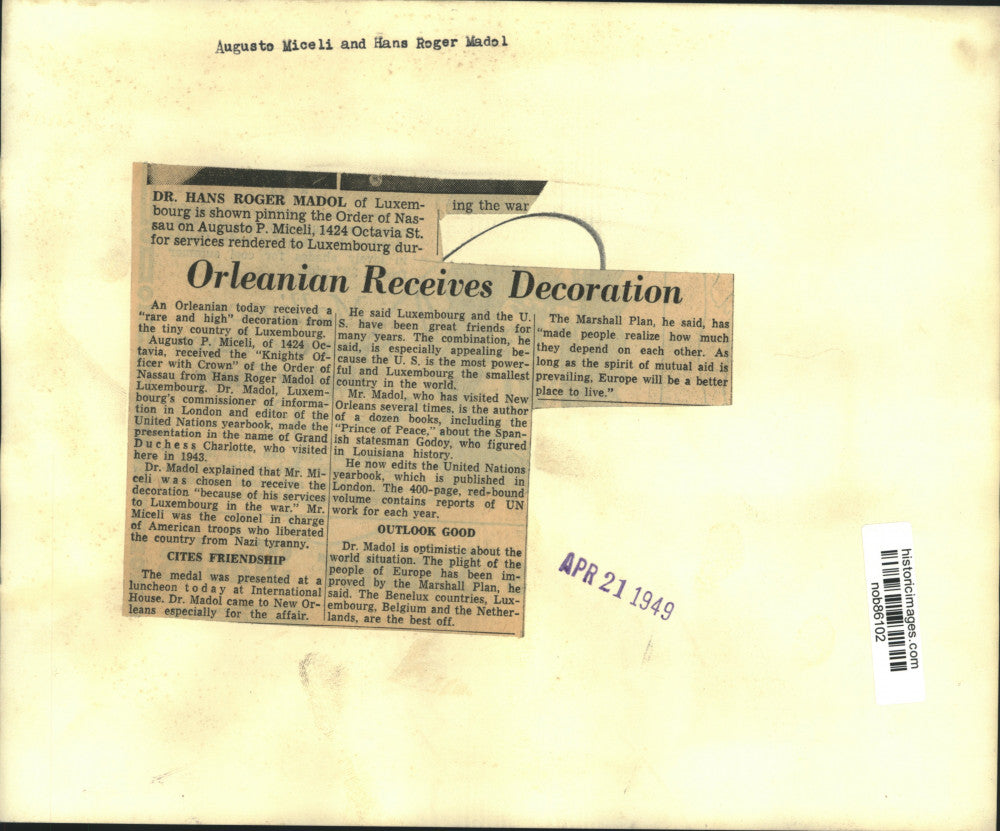 Augusto Miceli and Hans Roger Madol
DR. HANS ROGER MADOL of Luxem-
bourg is shown pinning the Order of Nas-
sau on Augusto P. Miceli, 1424 Octavia St.
for services rendered to Luxembourg dur-
ing the war
Orleanian Receives Decoration
An Orleanian today received a
"rare and high" decoration from
the tiny country of Luxembourg.
Augusto P. Miceli, of 1424 Oc-
tavia, received the "Knights Of-
ficer with Crown" of the Order of
Nassau from Hans Roger Madol of
Luxembourg. Dr. Madol, Luxem-
bourg's commissioner of informa-
tion in London and editor of the
United Nations yearbook, made the
presentation in the name of Grand
Duchess Charlotte, who visited
here in 1943.
Dr. Madol explained that Mr. Mi-
celi was chosen to receive the
decoration "because of his services
to Luxembourg in the war." Mr.
Miceli was the colonel in charge
of American troops who liberated
the country from Nazi tyranny.
CITES FRIENDSHIP
The medal was presented at a
luncheon today at International
House. Dr. Madol came to New Or-
leans especially for the affair.
He said Luxembourg and the U.
S. have been great friends for
many years. The combination, he
said, is especially appealing be-
cause the U. S. is the most power-
ful and Luxembourg the smallest
country in the world.
Mr. Madol, who has visited New
Orleans several times, is the author
of a dozen books, including the
"Prince of Peace," about the Span-
ish statesman Godoy, who figured
in Louisiana history.
He now edits the United Nations
yearbook, which is published in
London. The 400-page, red-bound
volume contains reports of UN
work for each year.
OUTLOOK GOOD
Dr. Madol is optimistic about the
world situation. The plight of the
people of Europe has been im-
proved by the Marshall Plan, he
said. The Benelux countries, Lux-
embourg, Belgium and the Nether-
lands, are the best off.
The Marshall Plan, he said, has
"made people realize how much
they depend on each other. As
long as the spirit of mutual aid is
prevailing, Europe will be a better
place to live."
APR 21 1949
historicimages.com
nob86102